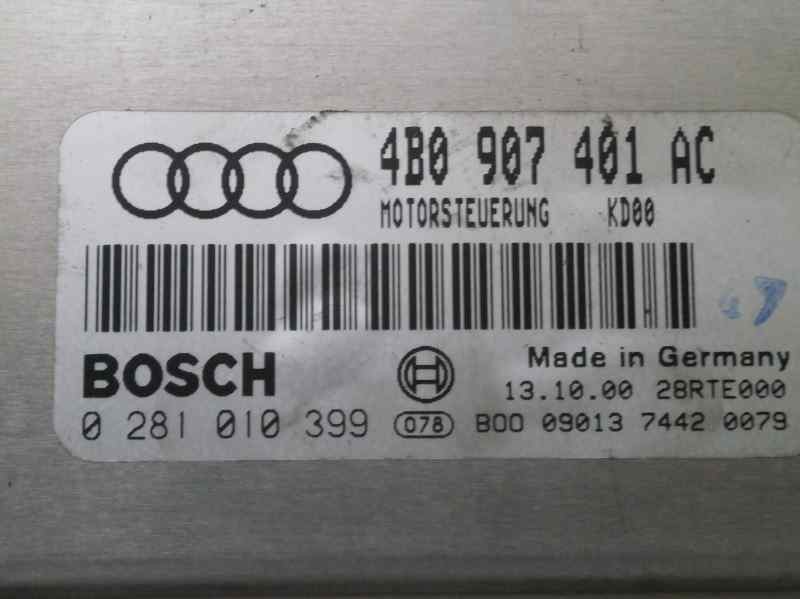 4B0 907 401 AC
MOTORSTEUERUNG KD00
BOSCH
Made in Germany
13.10.00 28RTE000
0 281 010 399 078 B00 09013 7442 0079